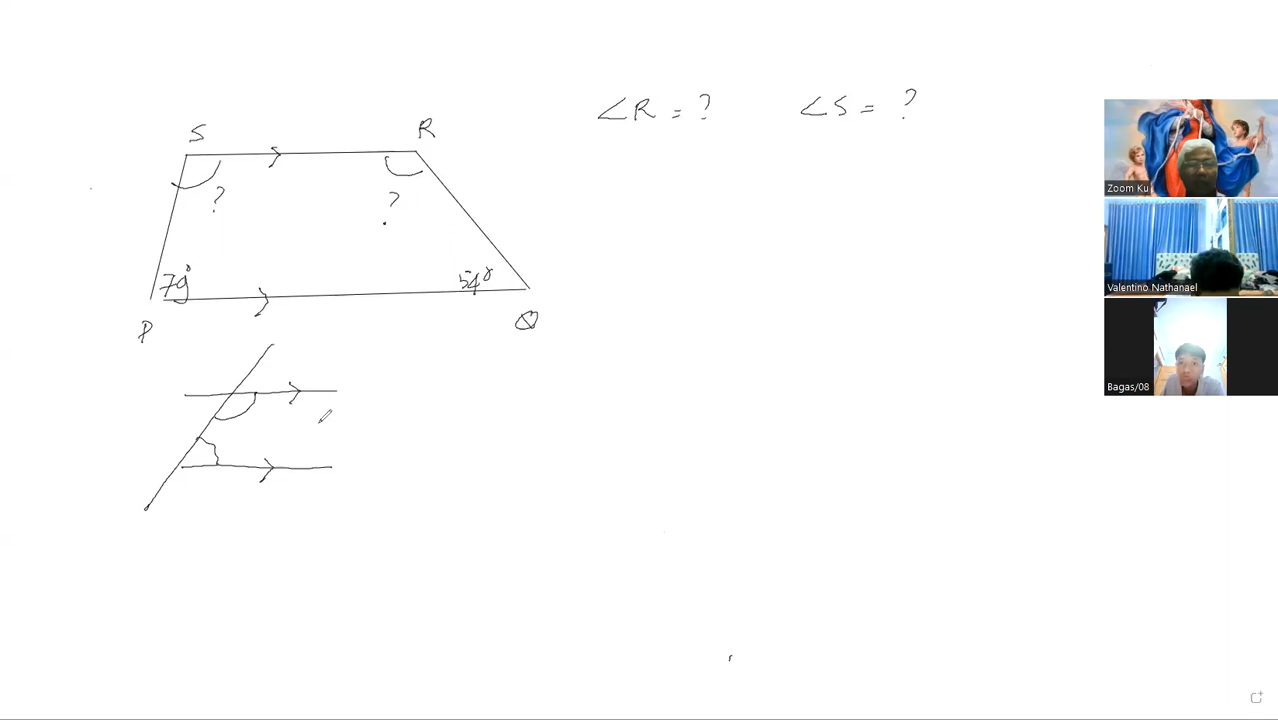 ∠R = ? ∠S = ?
S R
? ?
79° 54°
P Q
Zoom Ku
Valentino Nathanael
Bagas/08